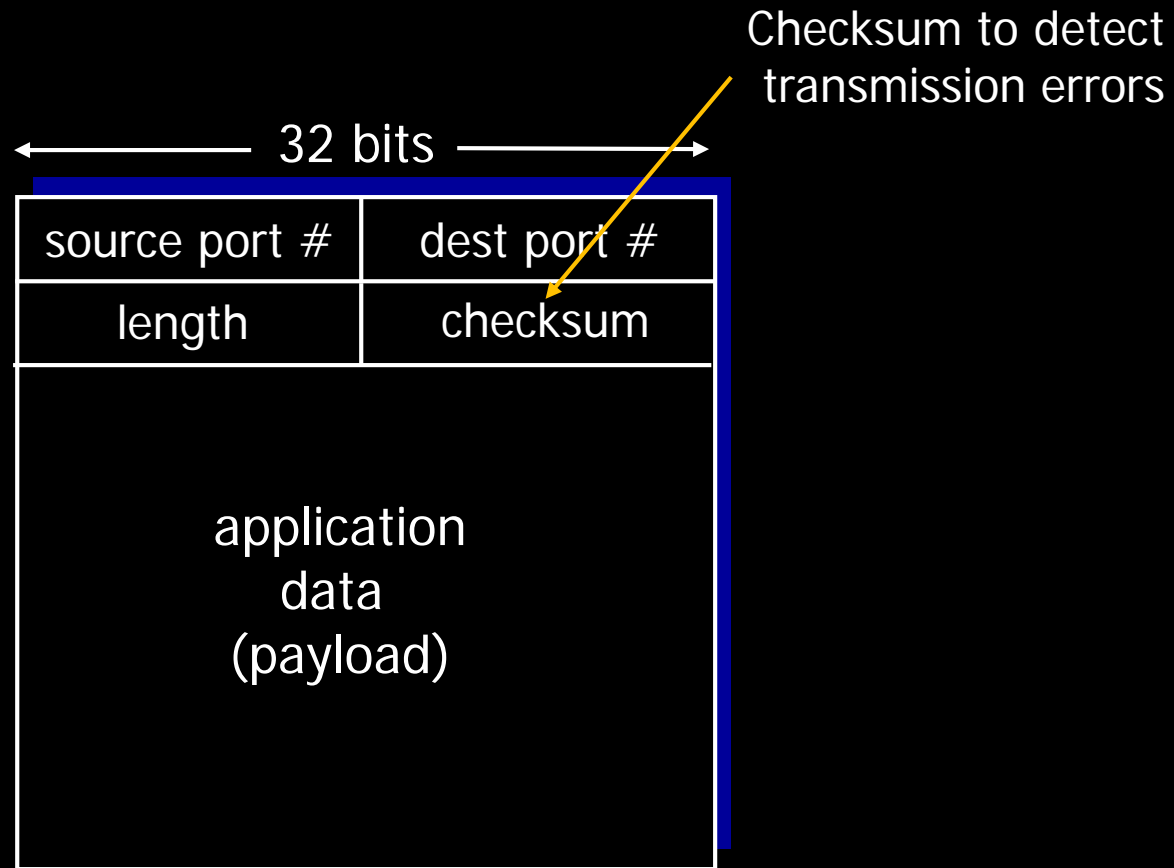 Checksum to detect
transmission errors
32 bits
source port #
dest port #
length
checksum
application
data
(payload)